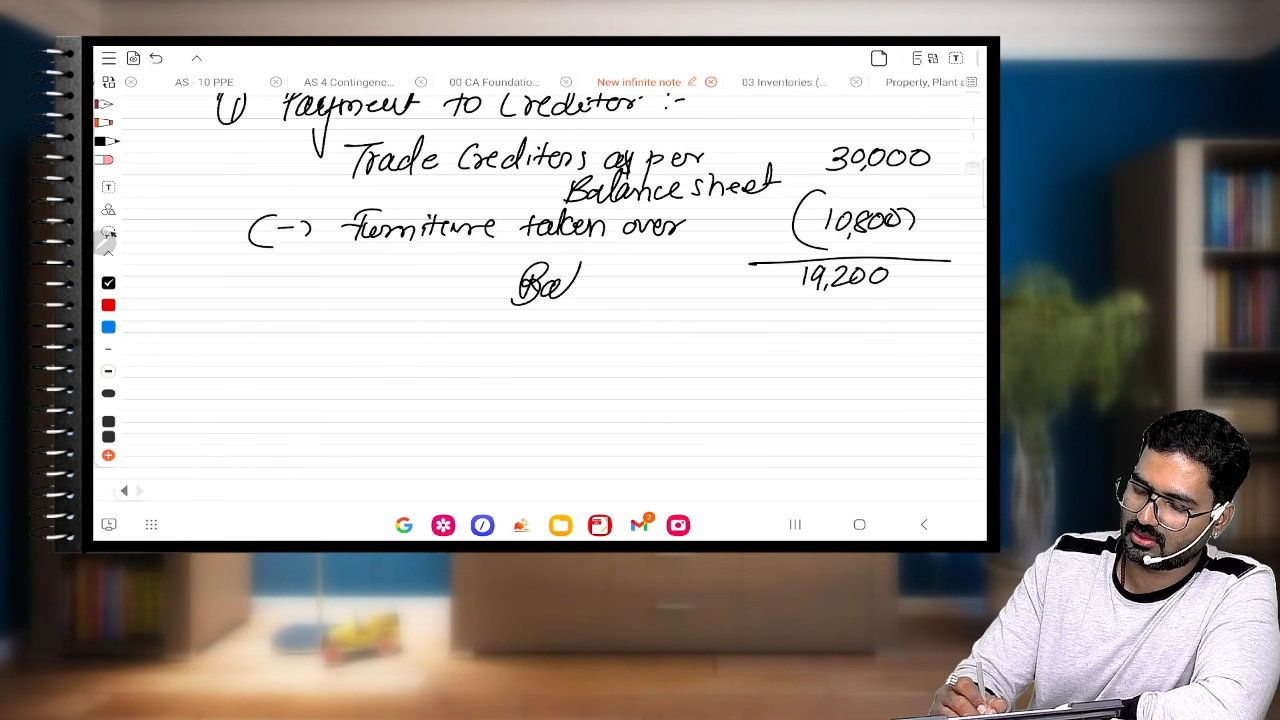 AS - 10 PPE
AS 4 Contingenc...
00 CA Foundatio...
New infinite note
03 Inventories (...
Property, Plant a
Payment to Creditor :-
Trade Creditors as per 30,000
Balance sheet
(-) Furniture taken over (10,800)
19,200
Bal